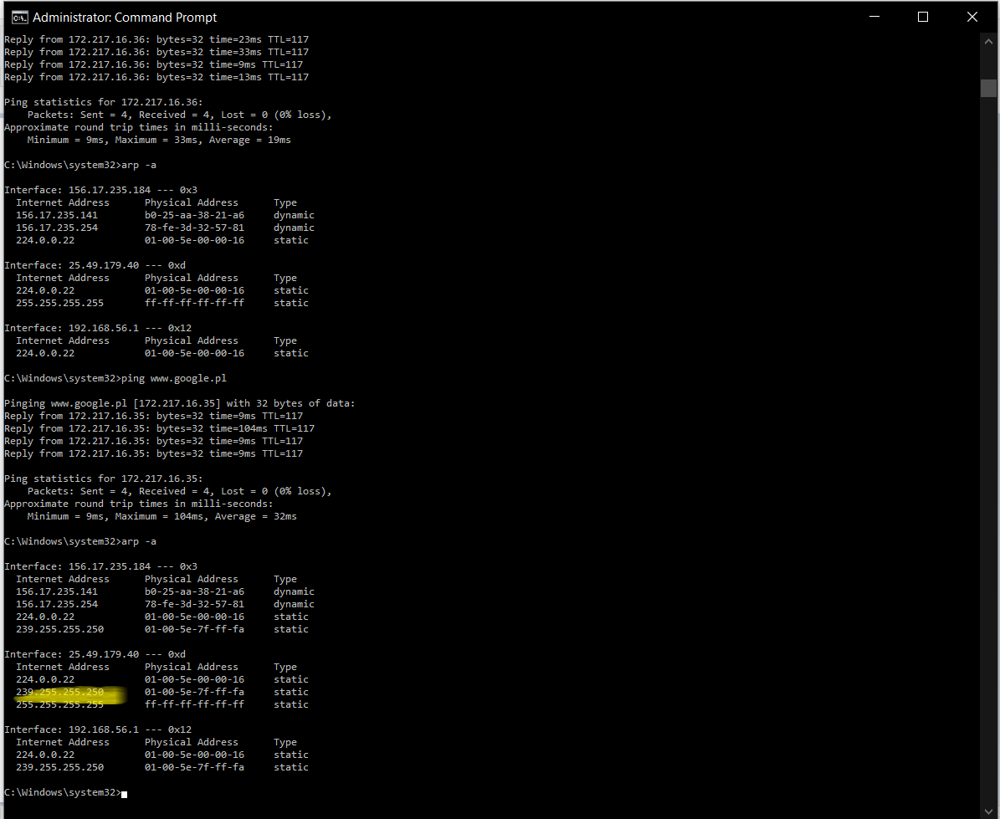 Administrator: Command Prompt
Reply from 172.217.16.36: bytes=32 time=23ms TTL=117
Reply from 172.217.16.36: bytes=32 time=33ms TTL=117
Reply from 172.217.16.36: bytes=32 time=9ms TTL=117
Reply from 172.217.16.36: bytes=32 time=13ms TTL=117
Ping statistics for 172.217.16.36:
    Packets: Sent = 4, Received = 4, Lost = 0 (0% loss),
Approximate round trip times in milli-seconds:
    Minimum = 9ms, Maximum = 33ms, Average = 19ms
C:\Windows\system32>arp -a
Interface: 156.17.235.184 --- 0x3
  Internet Address      Physical Address      Type
  156.17.235.141        b0-25-aa-38-21-a6     dynamic
  156.17.235.254        78-fe-3d-32-57-81     dynamic
  224.0.0.22            01-00-5e-00-00-16     static
Interface: 25.49.179.40 --- 0xd
  Internet Address      Physical Address      Type
  224.0.0.22            01-00-5e-00-00-16     static
  255.255.255.255       ff-ff-ff-ff-ff-ff     static
Interface: 192.168.56.1 --- 0x12
  Internet Address      Physical Address      Type
  224.0.0.22            01-00-5e-00-00-16     static
C:\Windows\system32>ping www.google.pl
Pinging www.google.pl [172.217.16.35] with 32 bytes of data:
Reply from 172.217.16.35: bytes=32 time=9ms TTL=117
Reply from 172.217.16.35: bytes=32 time=104ms TTL=117
Reply from 172.217.16.35: bytes=32 time=9ms TTL=117
Reply from 172.217.16.35: bytes=32 time=9ms TTL=117
Ping statistics for 172.217.16.35:
    Packets: Sent = 4, Received = 4, Lost = 0 (0% loss),
Approximate round trip times in milli-seconds:
    Minimum = 9ms, Maximum = 104ms, Average = 32ms
C:\Windows\system32>arp -a
Interface: 156.17.235.184 --- 0x3
  Internet Address      Physical Address      Type
  156.17.235.141        b0-25-aa-38-21-a6     dynamic
  156.17.235.254        78-fe-3d-32-57-81     dynamic
  224.0.0.22            01-00-5e-00-00-16     static
  239.255.255.250       01-00-5e-7f-ff-fa     static
Interface: 25.49.179.40 --- 0xd
  Internet Address      Physical Address      Type
  224.0.0.22            01-00-5e-00-00-16     static
  239.255.255.250       01-00-5e-7f-ff-fa     static
  255.255.255.255       ff-ff-ff-ff-ff-ff     static
Interface: 192.168.56.1 --- 0x12
  Internet Address      Physical Address      Type
  224.0.0.22            01-00-5e-00-00-16     static
  239.255.255.250       01-00-5e-7f-ff-fa     static
C:\Windows\system32>